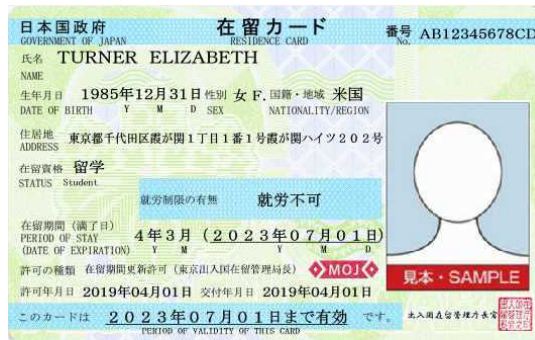 日本国政府 在留カード 番号 AB12345678CD
GOVERNMENT OF JAPAN RESIDENCE CARD No.
氏名 TURNER ELIZABETH
NAME
生年月日 1985年12月31日 性別 女 F. 国籍・地域 米国
DATE OF BIRTH Y M D SEX NATIONALITY/REGION
住居地 東京都千代田区霞が関1丁目1番1号霞が関ハイツ202号
ADDRESS
在留資格 留学
STATUS Student
就労制限の有無 就労不可
在留期間(満了日) 4年3月(2023年07月01日)
PERIOD OF STAY
(DATE OF EXPIRATION) Y M Y M D
許可の種類 在留期間更新許可(東京出入国在留管理局長) MOJ
見本・SAMPLE
許可年月日 2019年04月01日 交付年月日 2019年04月01日
このカードは 2023年07月01日まで有効 です。 出入国在留管理庁長官
PERIOD OF VALIDITY OF THIS CARD